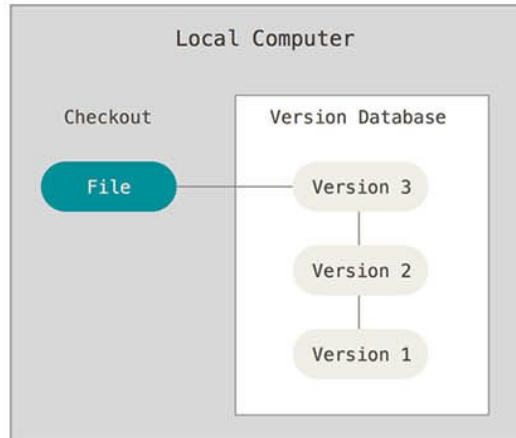 Local Computer
Checkout
Version Database
File
Version 3
Version 2
Version 1